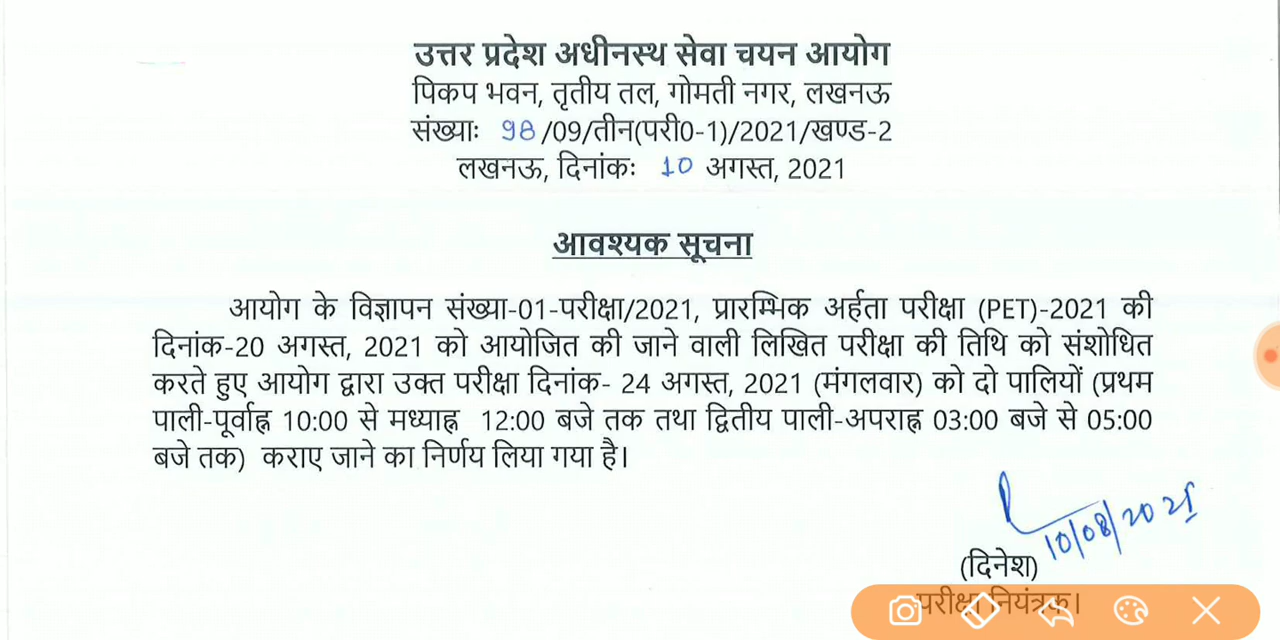 उत्तर प्रदेश अधीनस्थ सेवा चयन आयोग
पिकप भवन, तृतीय तल, गोमती नगर, लखनऊ
संख्याः 98/09/तीन(परी0-1)/2021/खण्ड-2
लखनऊ, दिनांकः 10 अगस्त, 2021
आवश्यक सूचना
आयोग के विज्ञापन संख्या-01-परीक्षा/2021, प्रारम्भिक अर्हता परीक्षा (PET)-2021 की
दिनांक-20 अगस्त, 2021 को आयोजित की जाने वाली लिखित परीक्षा की तिथि को संशोधित
करते हुए आयोग द्वारा उक्त परीक्षा दिनांक- 24 अगस्त, 2021 (मंगलवार) को दो पालियों (प्रथम
पाली-पूर्वाह्न 10:00 से मध्याह्न 12:00 बजे तक तथा द्वितीय पाली-अपराह्न 03:00 बजे से 05:00
बजे तक) कराए जाने का निर्णय लिया गया है।
10/08/2021
(दिनेश)
परीक्षा नियंत्रक।